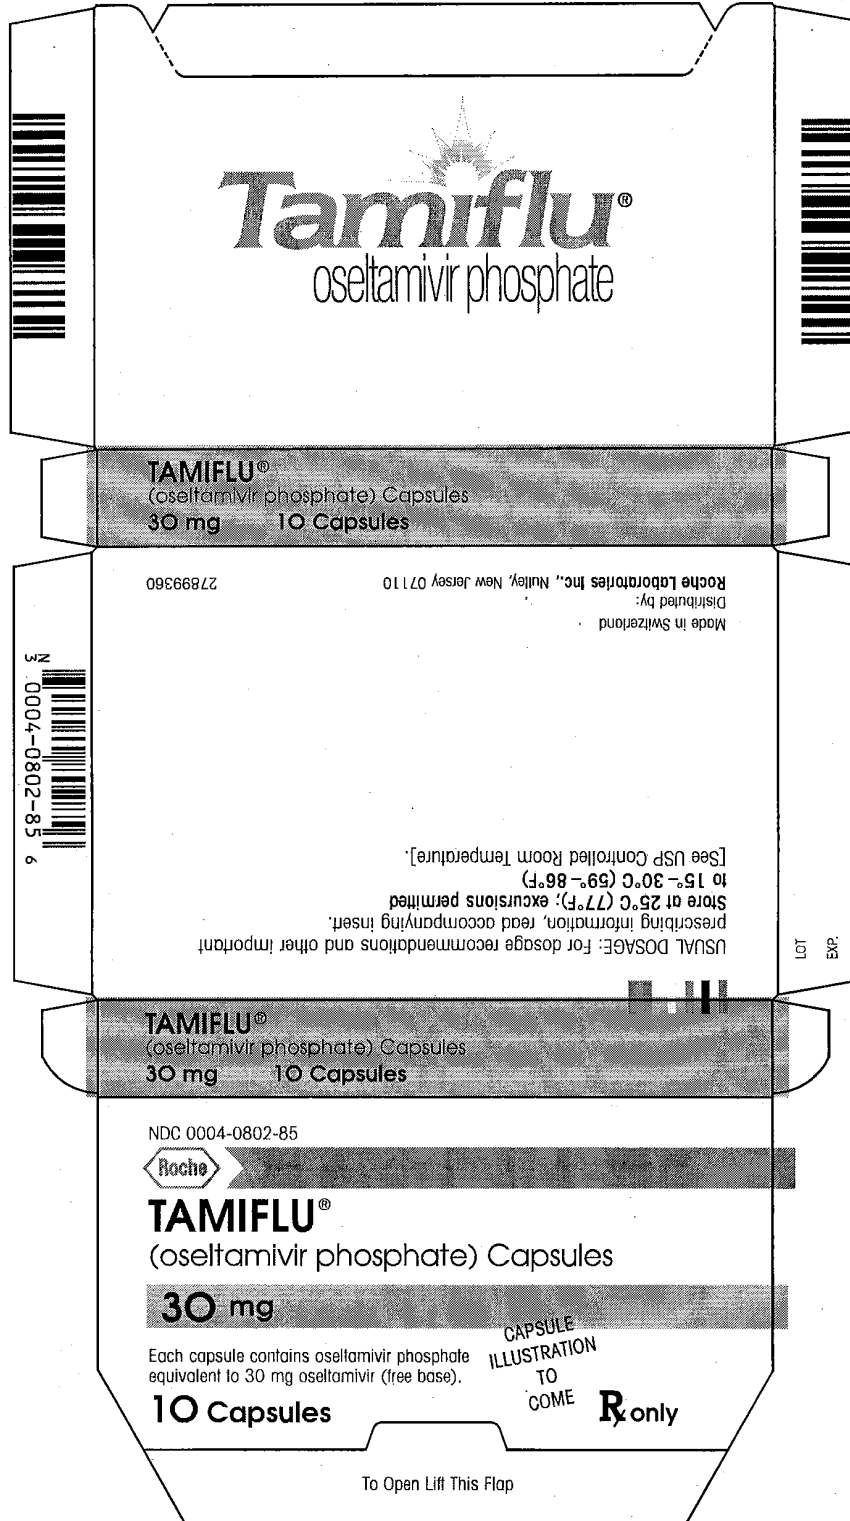 Tamiflu®
oseltamivir phosphate
TAMIFLU®
(oseltamivir phosphate) Capsules
30 mg 10 Capsules
USUAL DOSAGE: For dosage recommendations and other important
prescribing information, read accompanying insert.
Store at 25°C (77°F); excursions permitted
to 15°–30°C (59°–86°F)
[See USP Controlled Room Temperature].
Made in Switzerland
Distributed by:
Roche Laboratories Inc., Nutley, New Jersey 07110
27899360
N
3 0004-0802-85 6
LOT
EXP.
TAMIFLU®
(oseltamivir phosphate) Capsules
30 mg 10 Capsules
NDC 0004-0802-85
Roche
TAMIFLU®
(oseltamivir phosphate) Capsules
30 mg
Each capsule contains oseltamivir phosphate
equivalent to 30 mg oseltamivir (free base).
CAPSULE
ILLUSTRATION
TO
COME
10 Capsules
Rx only
To Open Lift This Flap